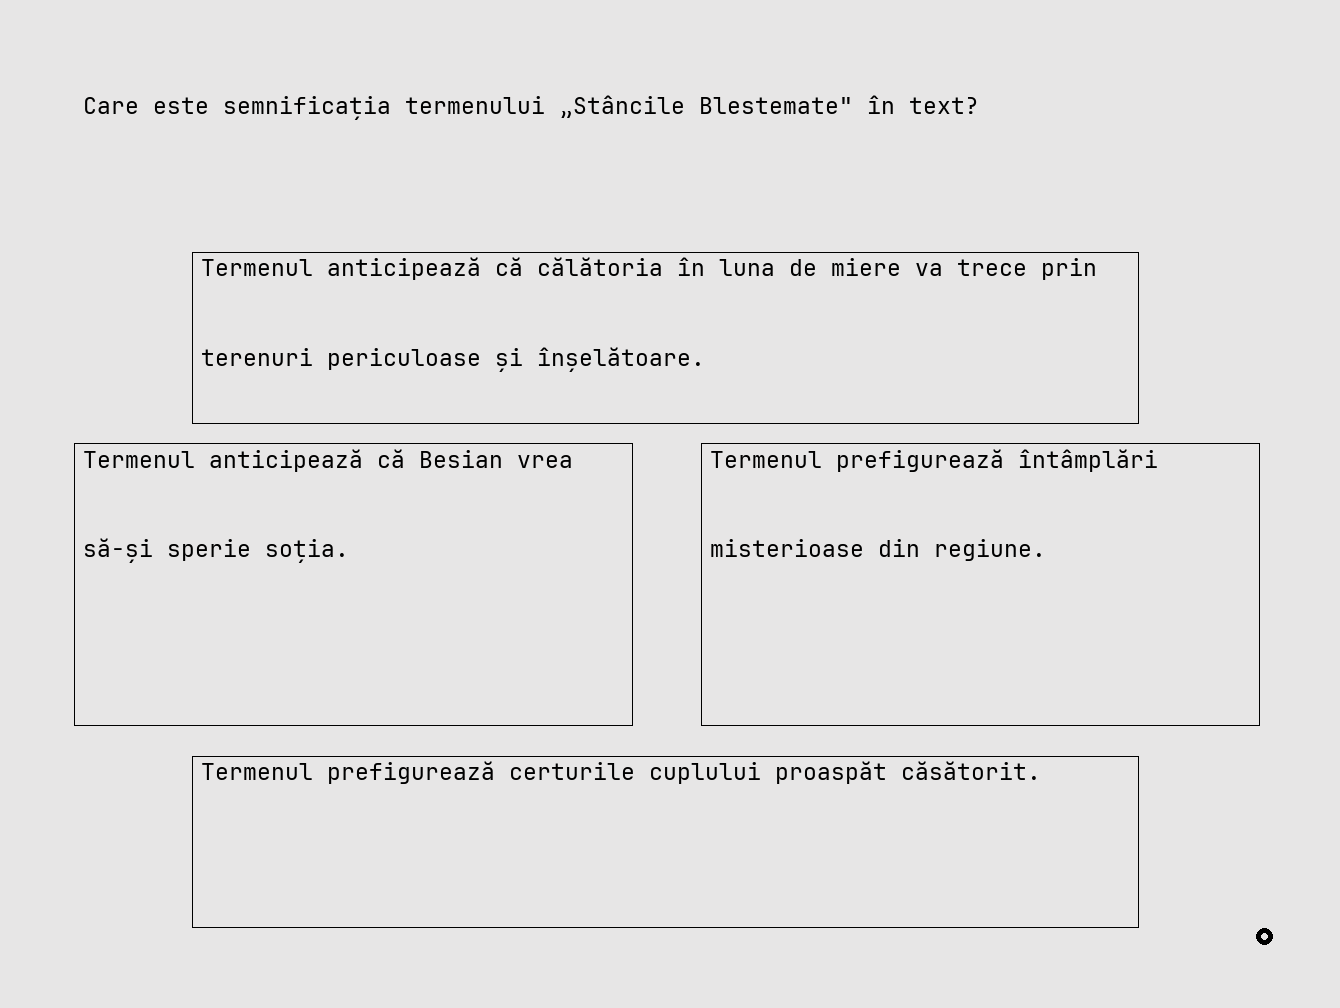 Care este semnificația termenului „Stâncile Blestemate" în text?
Termenul anticipează că călătoria în luna de miere va trece prin
terenuri periculoase și înșelătoare.
Termenul anticipează că Besian vrea
să-și sperie soția.
Termenul prefigurează întâmplări
misterioase din regiune.
Termenul prefigurează certurile cuplului proaspăt căsătorit.